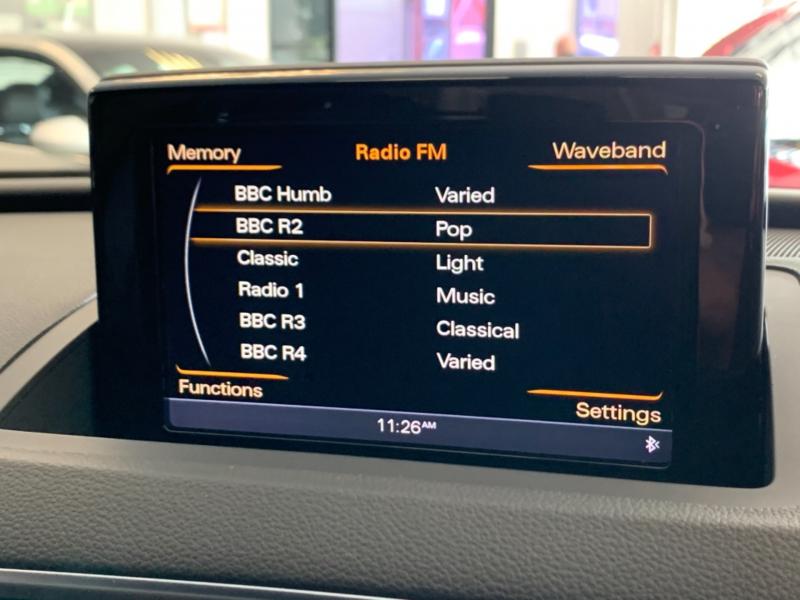 Memory Radio FM Waveband
BBC Humb Varied
BBC R2 Pop
Classic Light
Radio 1 Music
BBC R3 Classical
BBC R4 Varied
Functions Settings
11:26AM